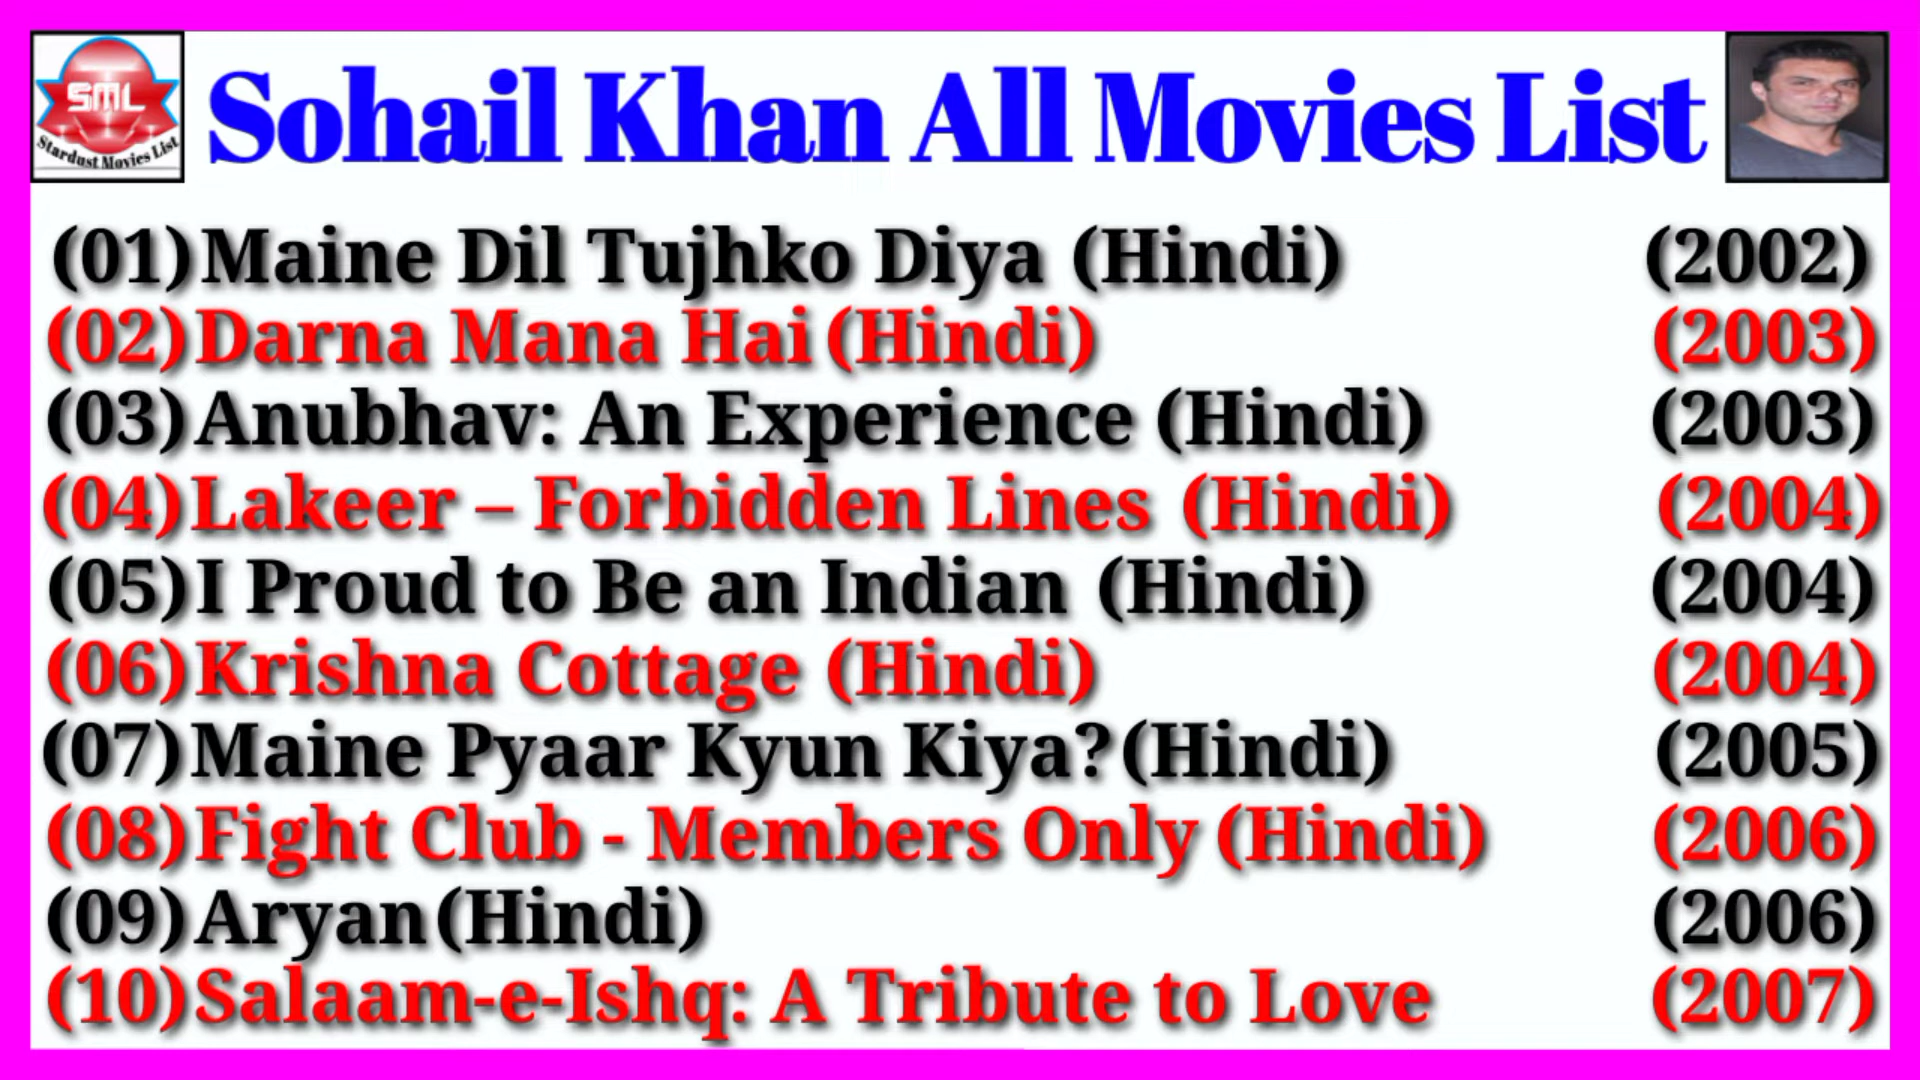 SML
Stardust Movies List
Sohail Khan All Movies List
(01) Maine Dil Tujhko Diya (Hindi) (2002)
(02) Darna Mana Hai (Hindi) (2003)
(03) Anubhav: An Experience (Hindi) (2003)
(04) Lakeer – Forbidden Lines (Hindi) (2004)
(05) I Proud to Be an Indian (Hindi) (2004)
(06) Krishna Cottage (Hindi) (2004)
(07) Maine Pyaar Kyun Kiya? (Hindi) (2005)
(08) Fight Club - Members Only (Hindi) (2006)
(09) Aryan (Hindi) (2006)
(10) Salaam-e-Ishq: A Tribute to Love (2007)